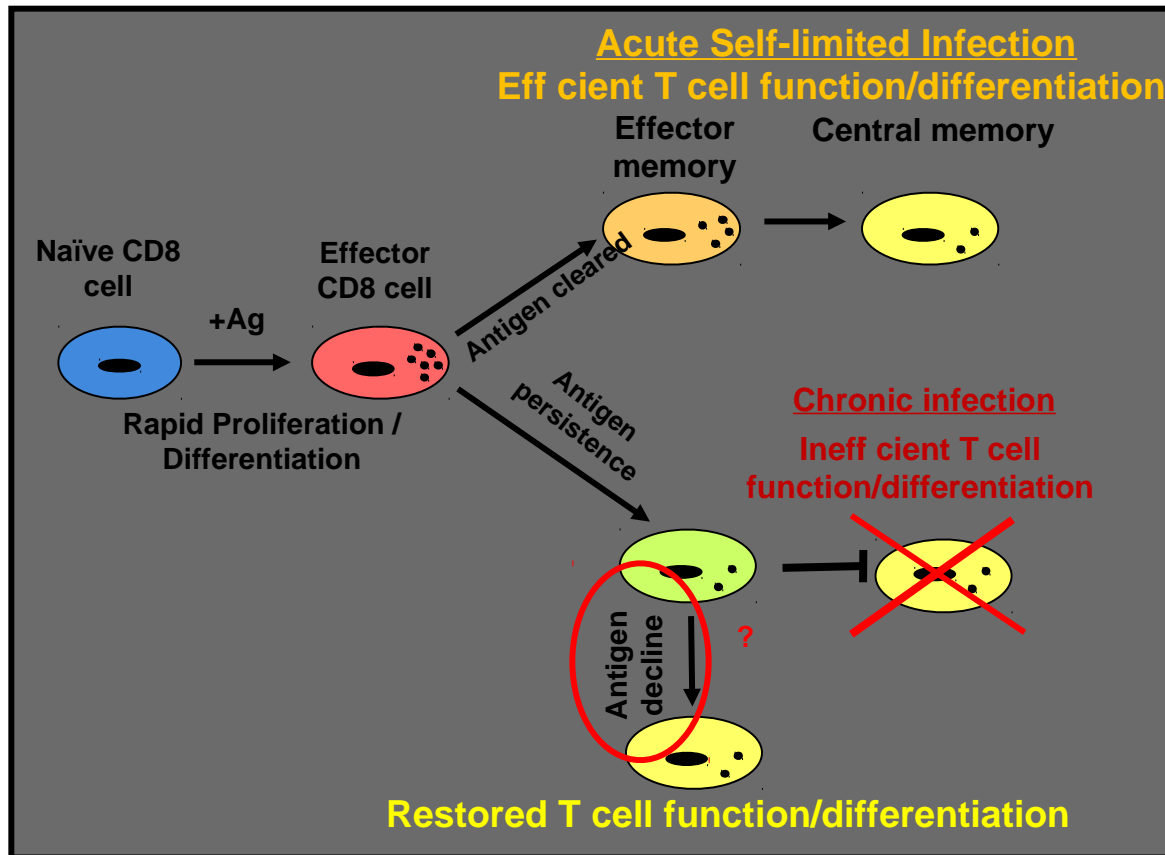 Acute Self-limited Infection
Eff cient T cell function/differentiation
Effector
memory
Central memory
Naïve CD8
cell
Effector
CD8 cell
+Ag
Antigen cleared
Rapid Proliferation /
Differentiation
Antigen
persistence
Chronic infection
Ineff cient T cell
function/differentiation
Antigen
decline
?
Restored T cell function/differentiation